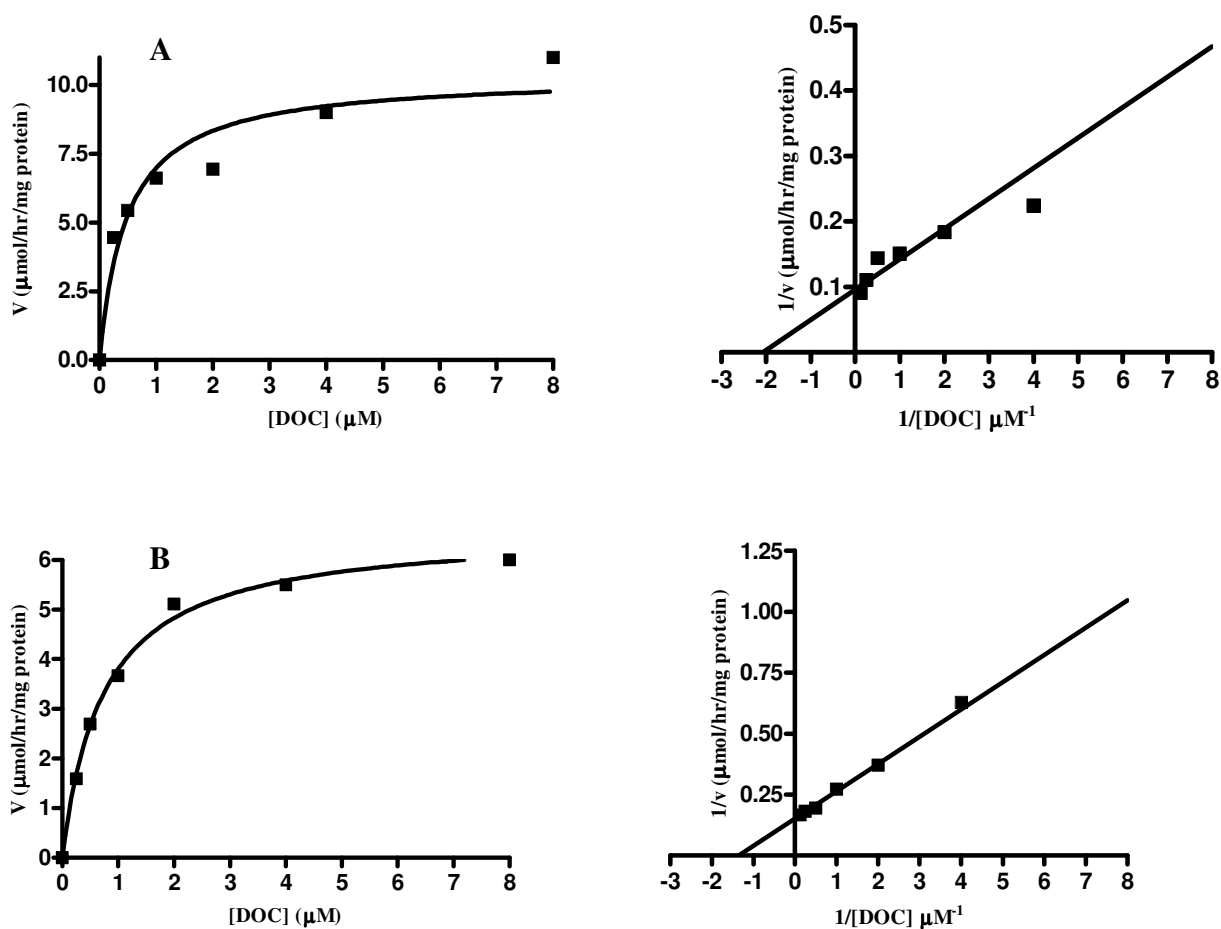 A
V (μmol/hr/mg protein)
10.0
7.5
5.0
2.5
0.0
0 1 2 3 4 5 6 7 8
[DOC] (μM)
1/v (μmol/hr/mg protein)
0.5
0.4
0.3
0.2
0.1
-3 -2 -1 0 1 2 3 4 5 6 7 8
1/[DOC] μM-1
B
V (μmol/hr/mg protein)
6
5
4
3
2
1
0
0 1 2 3 4 5 6 7 8
[DOC] (μM)
1/v (μmol/hr/mg protein)
1.25
1.00
0.75
0.50
0.25
-3 -2 -1 0 1 2 3 4 5 6 7 8
1/[DOC] μM-1